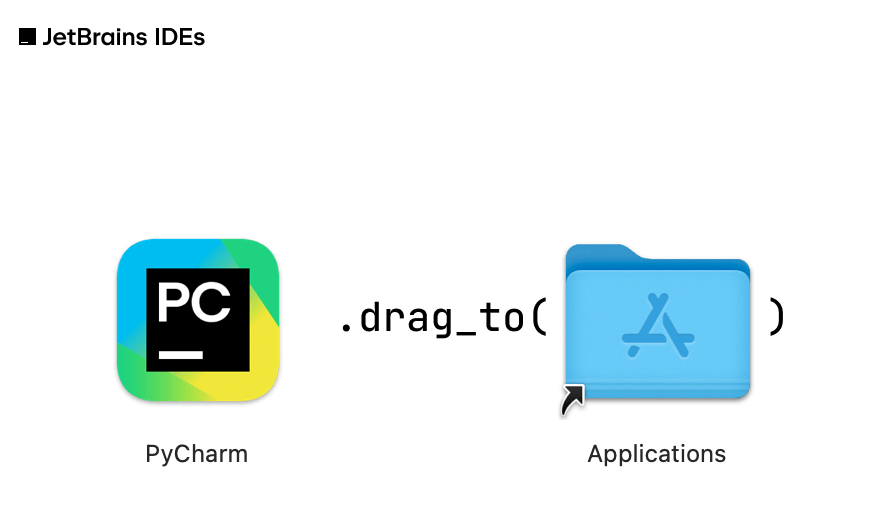 JetBrains IDEs
PC
.drag_to( )
PyCharm
Applications